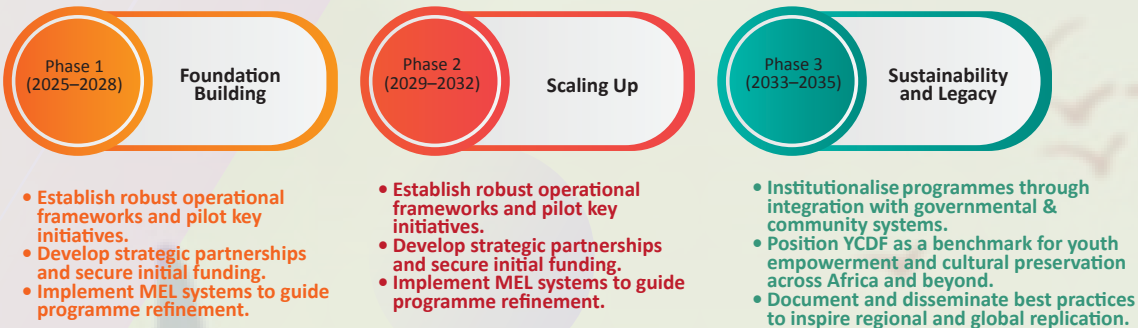 Phase 1
(2025–2028)
Foundation
Building
• Establish robust operational
frameworks and pilot key
initiatives.
• Develop strategic partnerships
and secure initial funding.
• Implement MEL systems to guide
programme refinement.
Phase 2
(2029–2032)
Scaling Up
• Establish robust operational
frameworks and pilot key
initiatives.
• Develop strategic partnerships
and secure initial funding.
• Implement MEL systems to guide
programme refinement.
Phase 3
(2033–2035)
Sustainability
and Legacy
• Institutionalise programmes through
integration with governmental &
community systems.
• Position YCDF as a benchmark for youth
empowerment and cultural preservation
across Africa and beyond.
• Document and disseminate best practices
to inspire regional and global replication.